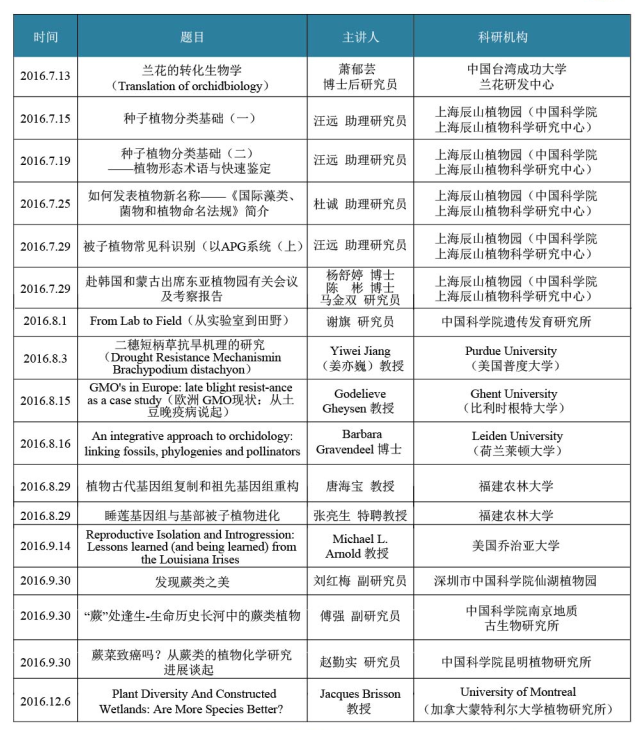 时间 题目 主讲人 科研机构
2016.7.13 兰花的转化生物学 萧郁芸 中国台湾成功大学
（Translation of orchidbiology） 博士后研究员 兰花研发中心
2016.7.15 种子植物分类基础（一） 汪远 助理研究员 上海辰山植物园（中国科学院
上海辰山植物科学研究中心）
2016.7.19 种子植物分类基础（二） 汪远 助理研究员 上海辰山植物园（中国科学院
——植物形态术语与快速鉴定 上海辰山植物科学研究中心）
2016.7.25 如何发表植物新名称——《国际藻类、 杜诚 助理研究员 上海辰山植物园（中国科学院
菌物和植物命名法规》简介 上海辰山植物科学研究中心）
2016.7.29 被子植物常见科识别（以APG系统（上） 汪远 助理研究员 上海辰山植物园（中国科学院
上海辰山植物科学研究中心）
2016.7.29 赴韩国和蒙古出席东亚植物园有关会议 杨舒婷 博士 上海辰山植物园（中国科学院
及考察报告 陈 彬 博士 上海辰山植物科学研究中心）
马金双 研究员
2016.8.1 From Lab to Field（从实验室到田野） 谢旗 研究员 中国科学院遗传发育研究所
2016.8.3 二穗短柄草抗旱机理的研究 Yiwei Jiang Purdue University
（Drought Resistance Mechanismin （姜亦巍）教授 （美国普度大学）
Brachypodium distachyon）
2016.8.15 GMO's in Europe: late blight resist-ance Godelieve Ghent University
as a case study（欧洲 GMO现状：从土 Gheysen 教授 （比利时根特大学）
豆晚疫病说起）
2016.8.16 An integrative approach to orchidology: Barbara Leiden University
linking fossils, phylogenies and pollinators Gravendeel 博士 （荷兰莱顿大学）
2016.8.29 植物古代基因组复制和祖先基因组重构 唐海宝 教授 福建农林大学
2016.8.29 睡莲基因组与基部被子植物进化 张亮生 特聘教授 福建农林大学
2016.9.14 Reproductive Isolation and Introgression: Michael L. 美国乔治亚大学
Lessons learned (and being learned) from Arnold 教授
the Louisiana Irises
2016.9.30 发现蕨类之美 刘红梅 副研究员 深圳市中国科学院仙湖植物园
2016.9.30 “蕨”处逢生-生命历史长河中的蕨类植物 傅强 副研究员 中国科学院南京地质
古生物研究所
2016.9.30 蕨菜致癌吗？从蕨类的植物化学研究 赵勤实 研究员 中国科学院昆明植物研究所
进展谈起
2016.12.6 Plant Diversity And Constructed Jacques Brisson University of Montreal
Wetlands: Are More Species Better? 教授 （加拿大蒙特利尔大学植物研究所）